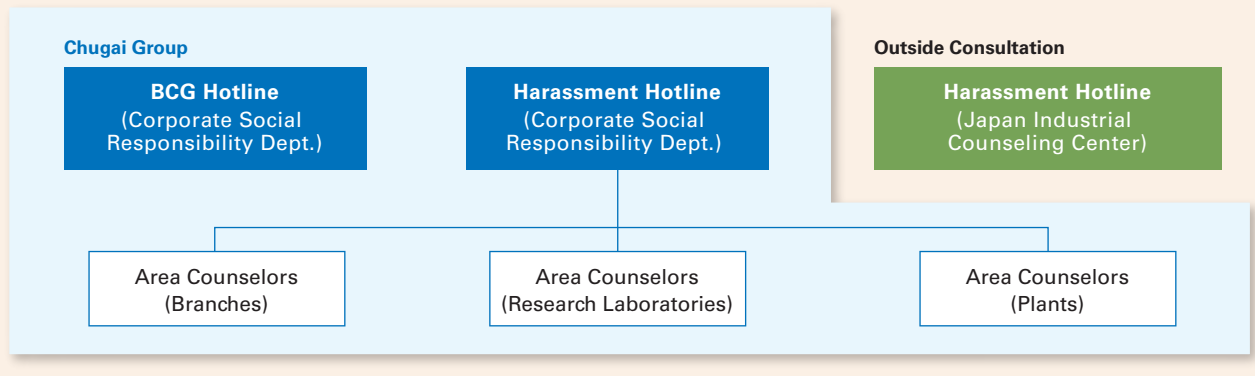 Chugai Group
BCG Hotline
(Corporate Social
Responsibility Dept.)
Harassment Hotline
(Corporate Social
Responsibility Dept.)
Outside Consultation
Harassment Hotline
(Japan Industrial
Counseling Center)
Area Counselors
(Branches)
Area Counselors
(Research Laboratories)
Area Counselors
(Plants)